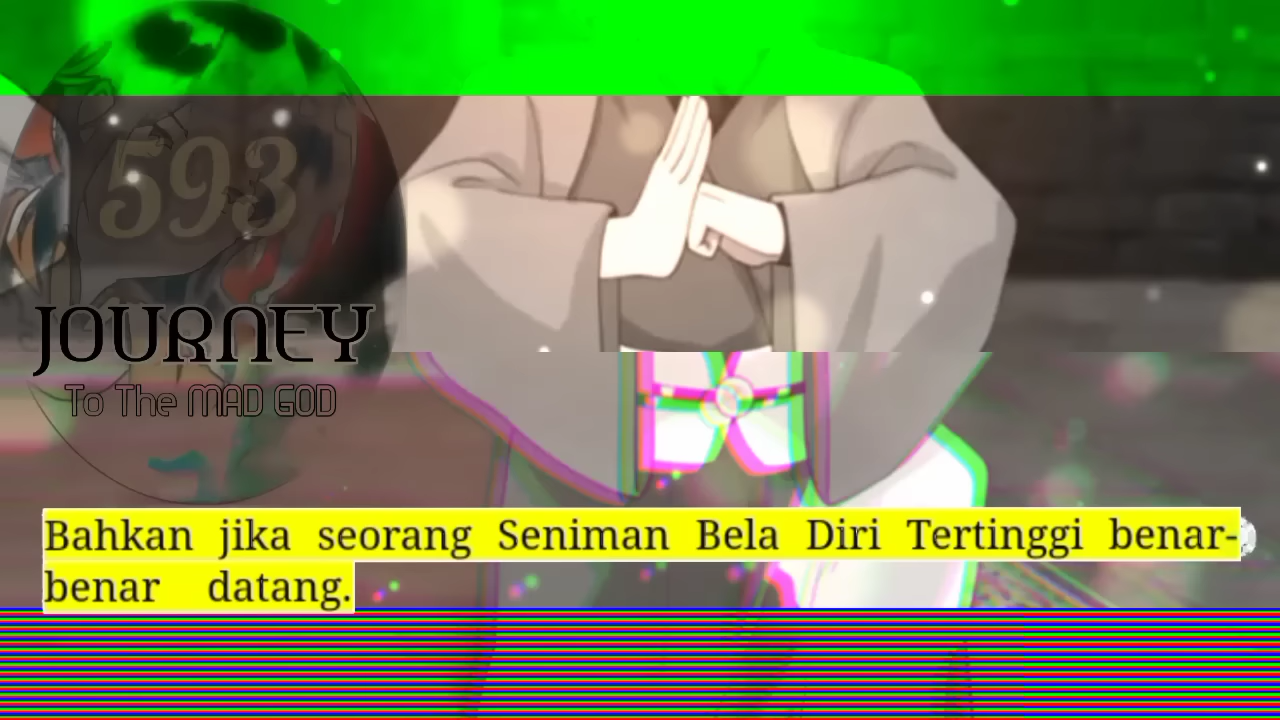 593
JOURNEY
To The MAD GOD
Bahkan jika seorang Seniman Bela Diri Tertinggi benar-
benar datang.